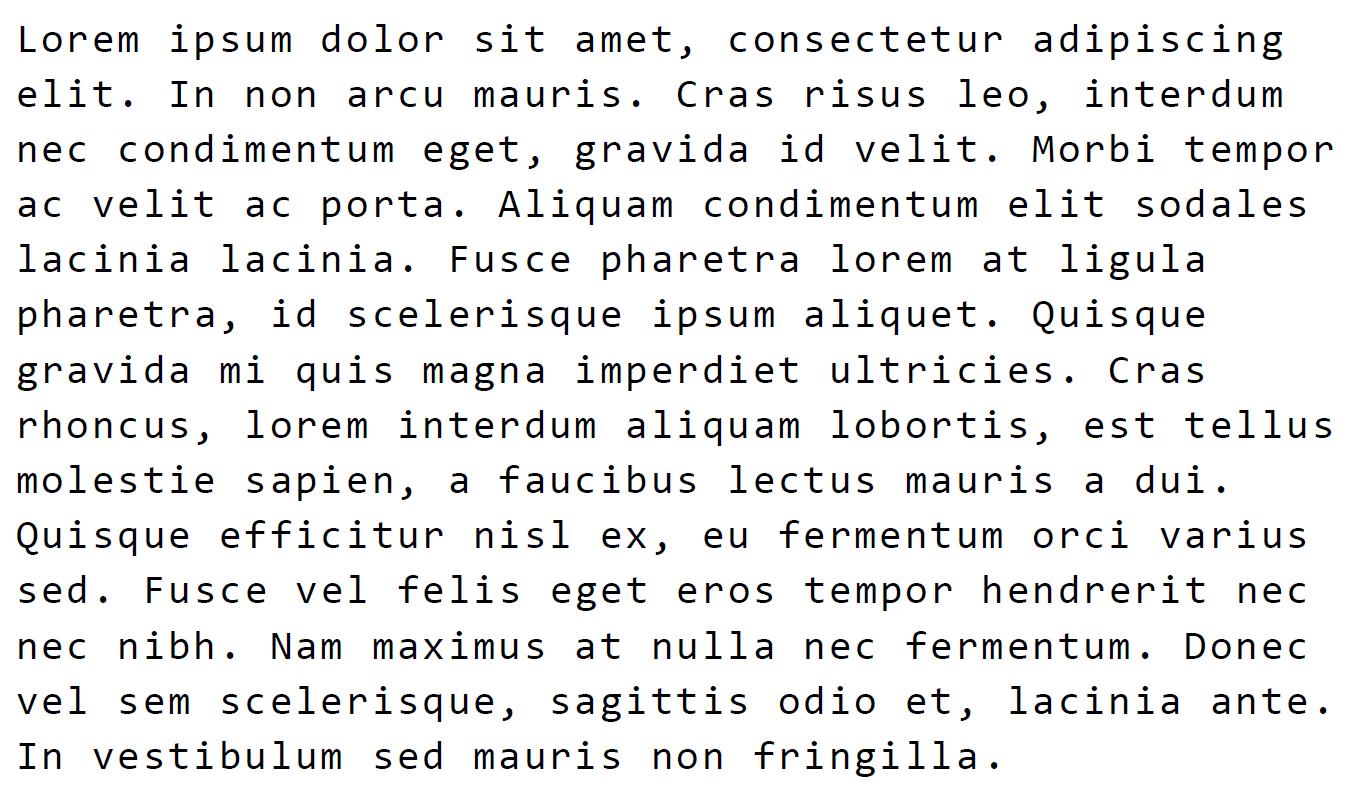 Lorem ipsum dolor sit amet, consectetur adipiscing
elit. In non arcu mauris. Cras risus leo, interdum
nec condimentum eget, gravida id velit. Morbi tempor
ac velit ac porta. Aliquam condimentum elit sodales
lacinia lacinia. Fusce pharetra lorem at ligula
pharetra, id scelerisque ipsum aliquet. Quisque
gravida mi quis magna imperdiet ultricies. Cras
rhoncus, lorem interdum aliquam lobortis, est tellus
molestie sapien, a faucibus lectus mauris a dui.
Quisque efficitur nisl ex, eu fermentum orci varius
sed. Fusce vel felis eget eros tempor hendrerit nec
nec nibh. Nam maximus at nulla nec fermentum. Donec
vel sem scelerisque, sagittis odio et, lacinia ante.
In vestibulum sed mauris non fringilla.